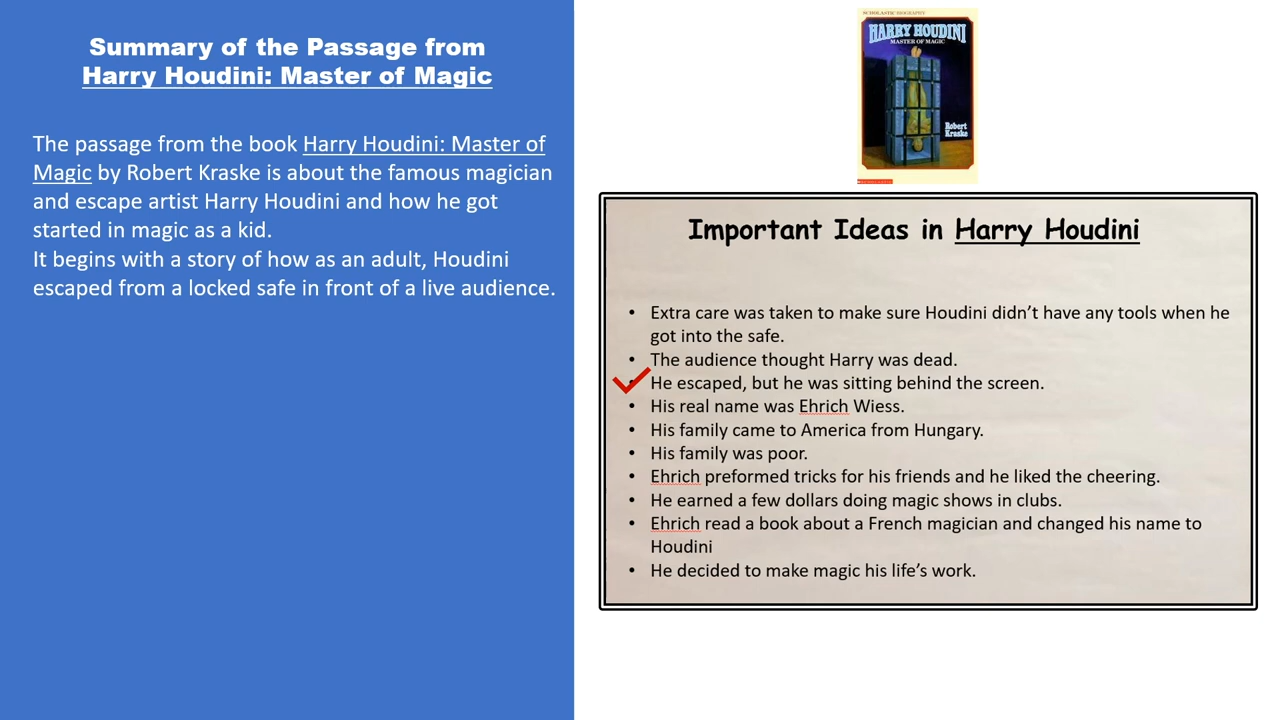 Summary of the Passage from
Harry Houdini: Master of Magic
The passage from the book Harry Houdini: Master of
Magic by Robert Kraske is about the famous magician
and escape artist Harry Houdini and how he got
started in magic as a kid.
It begins with a story of how as an adult, Houdini
escaped from a locked safe in front of a live audience.
SCHOLASTIC BIOGRAPHY
HARRY HOUDINI
MASTER OF MAGIC
Robert
Kraske
Important Ideas in Harry Houdini
• Extra care was taken to make sure Houdini didn’t have any tools when he
got into the safe.
• The audience thought Harry was dead.
• He escaped, but he was sitting behind the screen.
• His real name was Ehrich Wiess.
• His family came to America from Hungary.
• His family was poor.
• Ehrich preformed tricks for his friends and he liked the cheering.
• He earned a few dollars doing magic shows in clubs.
• Ehrich read a book about a French magician and changed his name to
Houdini
• He decided to make magic his life’s work.